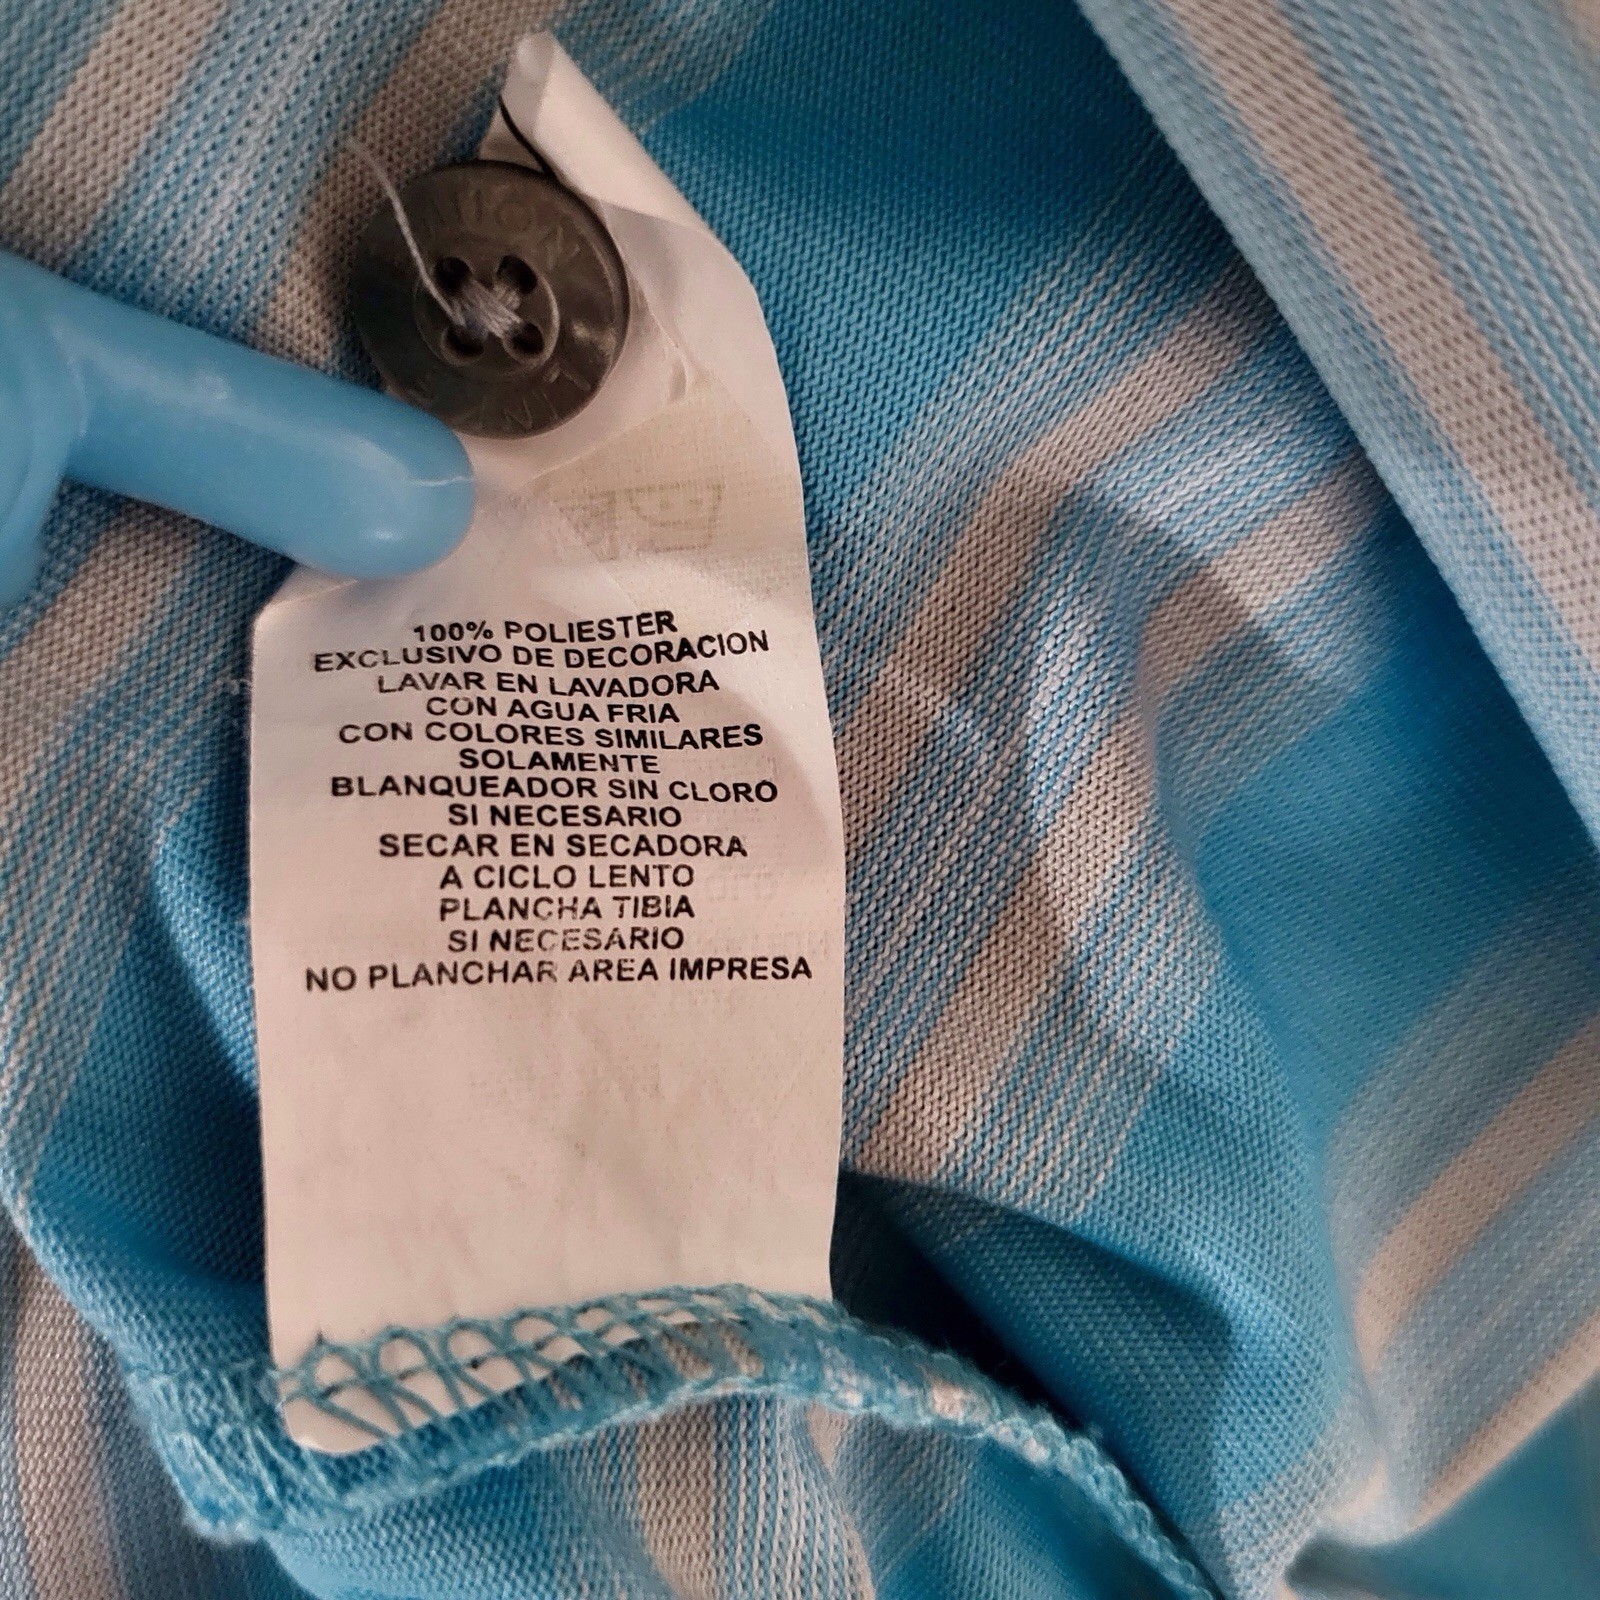 100% POLIESTER
EXCLUSIVO DE DECORACION
LAVAR EN LAVADORA
CON AGUA FRIA
CON COLORES SIMILARES
SOLAMENTE
BLANQUEADOR SIN CLORO
SI NECESARIO
SECAR EN SECADORA
A CICLO LENTO
PLANCHA TIBIA
SI NECESARIO
NO PLANCHAR AREA IMPRESA